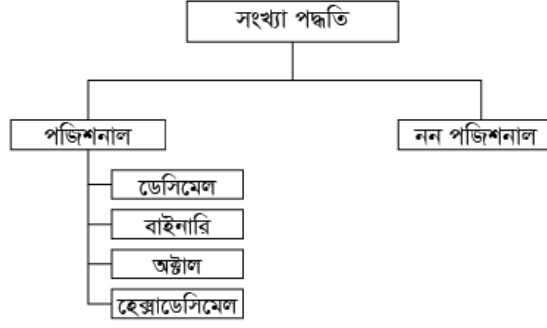 সংখ্যা পদ্ধতি
পজিশনাল
নন পজিশনাল
ডেসিমেল
বাইনারি
অক্টাল
হেক্সাডেসিমেল